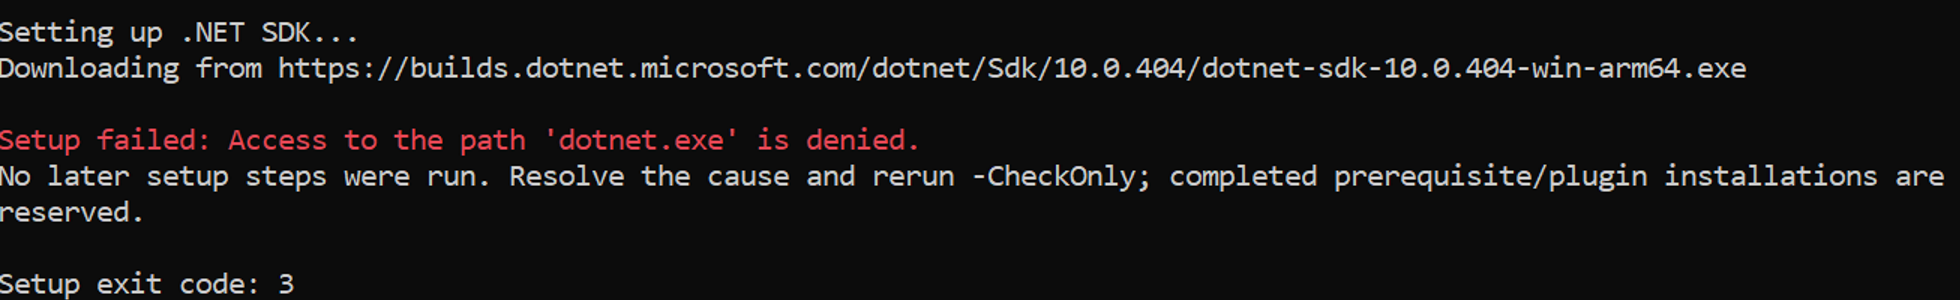 Setting up .NET SDK...
Downloading from https://builds.dotnet.microsoft.com/dotnet/Sdk/10.0.404/dotnet-sdk-10.0.404-win-arm64.exe
Setup failed: Access to the path 'dotnet.exe' is denied.
No later setup steps were run. Resolve the cause and rerun -CheckOnly; completed prerequisite/plugin installations are
reserved.
Setup exit code: 3